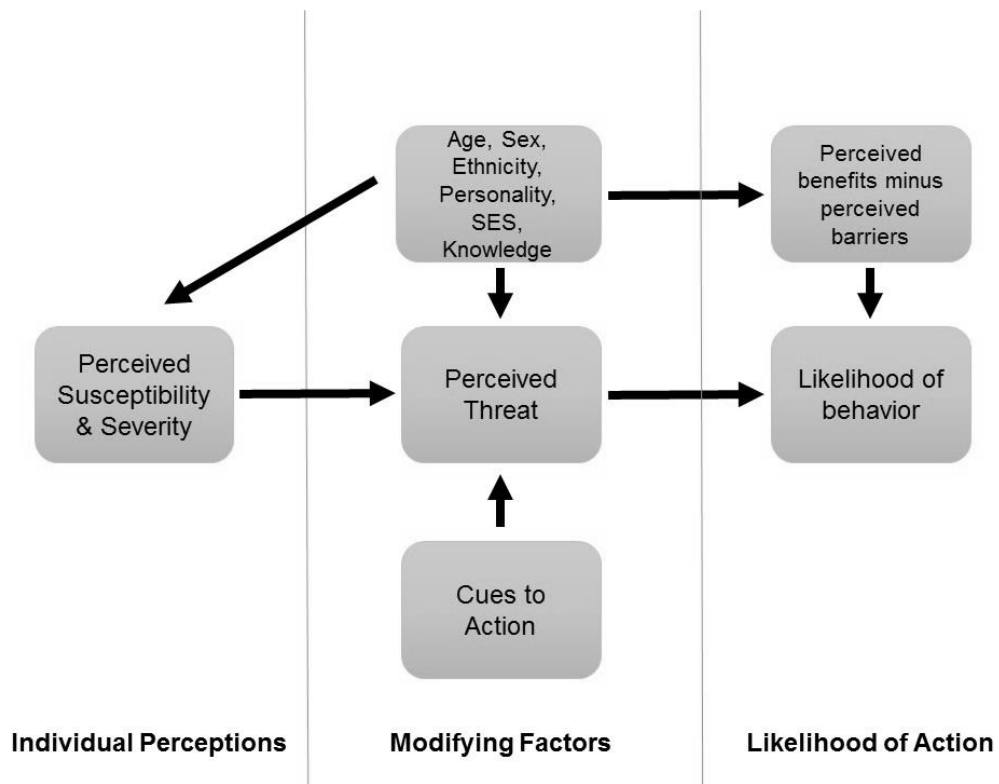 Age, Sex,
Ethnicity,
Personality,
SES,
Knowledge
Perceived
benefits minus
perceived
barriers
Perceived
Susceptibility
& Severity
Perceived
Threat
Likelihood of
behavior
Cues to
Action
Individual Perceptions
Modifying Factors
Likelihood of Action